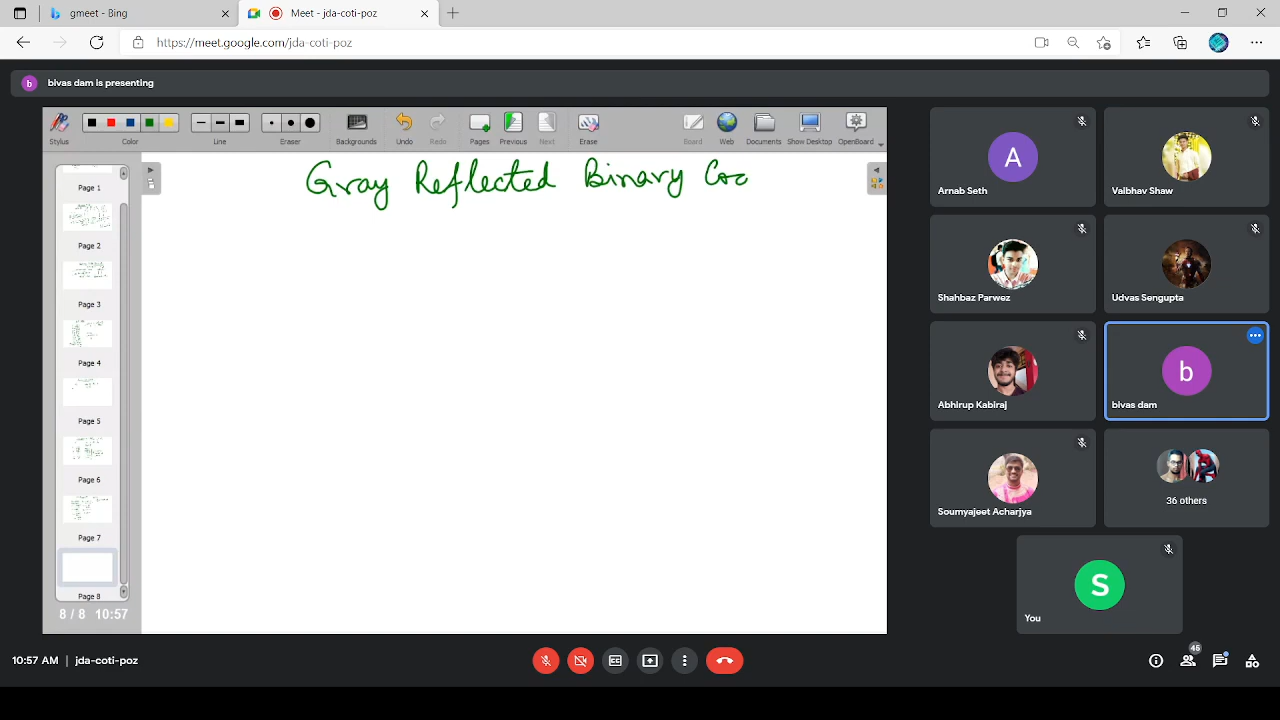 gmeet - Bing
Meet - jda-coti-poz
https://meet.google.com/jda-coti-poz
b
bivas dam is presenting
Stylus
Color
Line
Eraser
Backgrounds
Undo
Redo
Pages
Previous
Next
Erase
Board
Web
Documents
Show Desktop
OpenBoard
Gray Reflected Binary Coo
Page 1
Page 2
Page 3
Page 4
Page 5
Page 6
Page 7
Page 8
8 / 8 10:57
A
Arnab Seth
Vaibhav Shaw
Shahbaz Parwez
Udvas Sengupta
Abhirup Kabiraj
b
bivas dam
Soumyajeet Acharjya
36 others
S
You
10:57 AM | jda-coti-poz
45